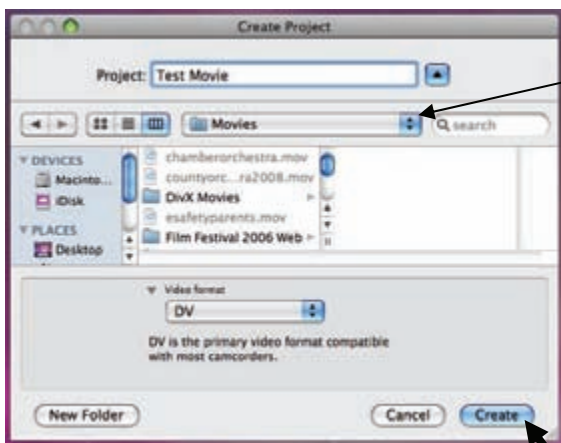 Create Project
Project: Test Movie
Movies
search
DEVICES
Macinto...
iDisk
PLACES
Desktop
chamberorchestra.mov
countyorc...ra2008.mov
DivX Movies
esafetyparents.mov
Film Festival 2006 Web
Video format
DV
DV is the primary video format compatible
with most camcorders.
New Folder
Cancel
Create